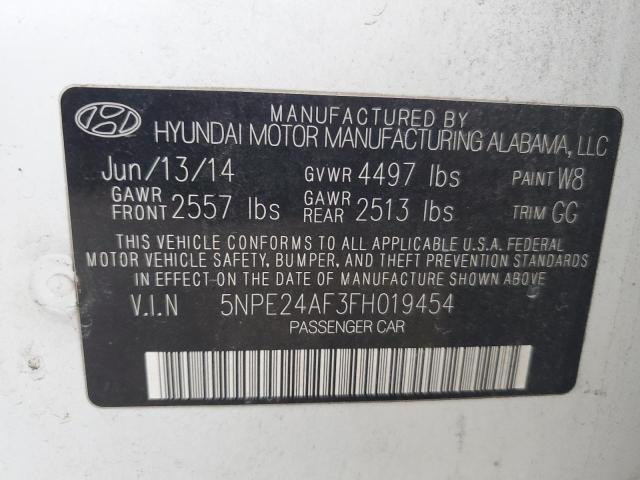 MANUFACTURED BY
HYUNDAI MOTOR MANUFACTURING ALABAMA, LLC
Jun/13/14 GVWR 4497 lbs PAINT W8
GAWR FRONT 2557 lbs GAWR REAR 2513 lbs TRIM GG
THIS VEHICLE CONFORMS TO ALL APPLICABLE U.S.A. FEDERAL
MOTOR VEHICLE SAFETY, BUMPER, AND THEFT PREVENTION STANDARDS
IN EFFECT ON THE DATE OF MANUFACTURE SHOWN ABOVE
V.I.N 5NPE24AF3FH019454
PASSENGER CAR